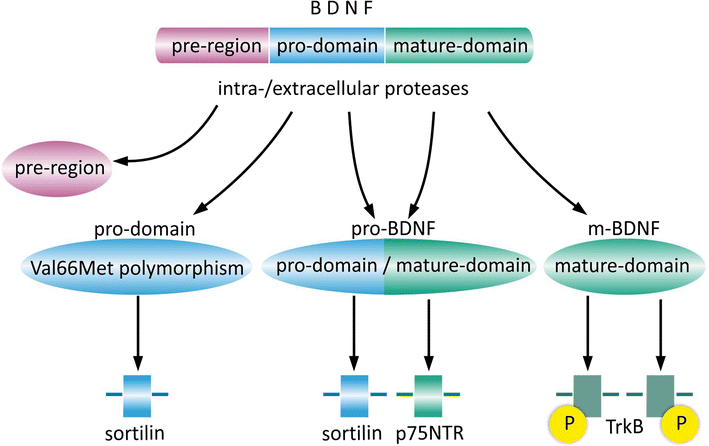 B D N F
pre-region pro-domain mature-domain
intra-/extracellular proteases
pre-region
pro-domain
Val66Met polymorphism
pro-BDNF
pro-domain / mature-domain
m-BDNF
mature-domain
sortilin
sortilin
p75NTR
P
TrkB
P